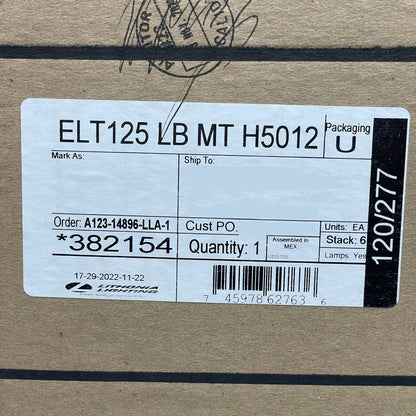 ELT125 LB MT H5012
Packaging
U
Mark As:
Ship To:
120/277
Order: A123-14896-LLA-1
*382154
Cust PO.
Quantity: 1
Assembled in
MEX
Units: EA
Stack: 6
Lamps Yes
17-29-2022-11-22
LITHONIA
LIGHTING
7 45978 62763 6